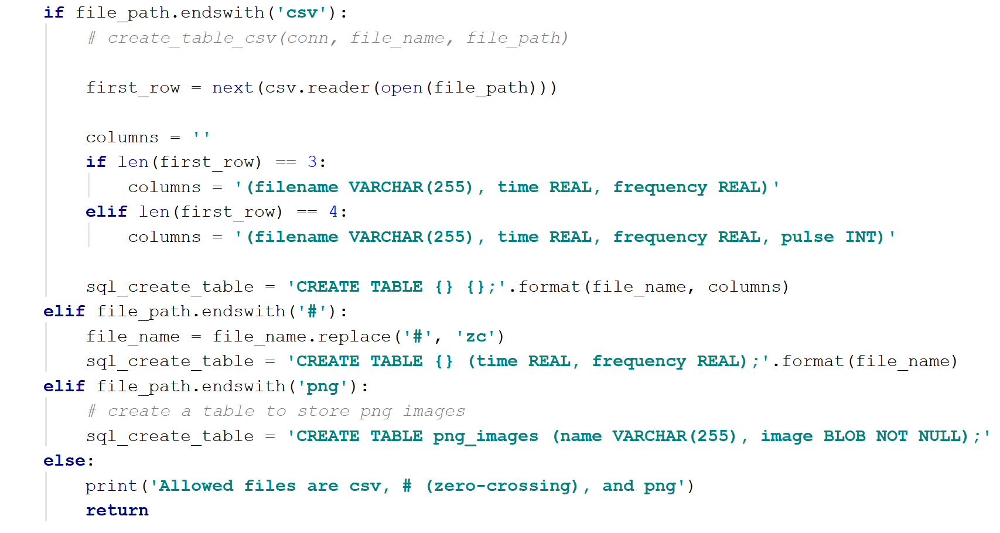 if file_path.endswith('csv'):
# create_table_csv(conn, file_name, file_path)
first_row = next(csv.reader(open(file_path)))
columns = ''
if len(first_row) == 3:
columns = '(filename VARCHAR(255), time REAL, frequency REAL)'
elif len(first_row) == 4:
columns = '(filename VARCHAR(255), time REAL, frequency REAL, pulse INT)'
sql_create_table = 'CREATE TABLE {} {};'.format(file_name, columns)
elif file_path.endswith('#'):
file_name = file_name.replace('#', 'zc')
sql_create_table = 'CREATE TABLE {} (time REAL, frequency REAL);'.format(file_name)
elif file_path.endswith('png'):
# create a table to store png images
sql_create_table = 'CREATE TABLE png_images (name VARCHAR(255), image BLOB NOT NULL);'
else:
print('Allowed files are csv, # (zero-crossing), and png')
return